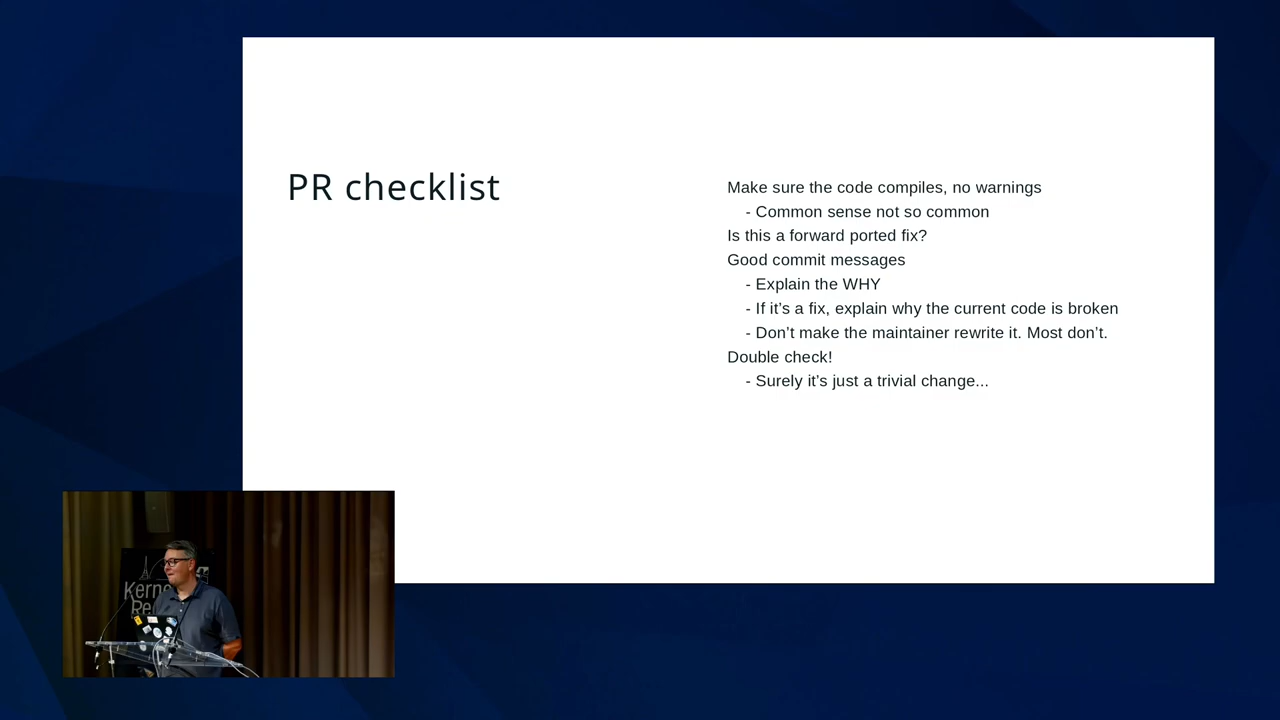 PR checklist
Make sure the code compiles, no warnings
- Common sense not so common
Is this a forward ported fix?
Good commit messages
- Explain the WHY
- If it’s a fix, explain why the current code is broken
- Don’t make the maintainer rewrite it. Most don’t.
Double check!
- Surely it’s just a trivial change...